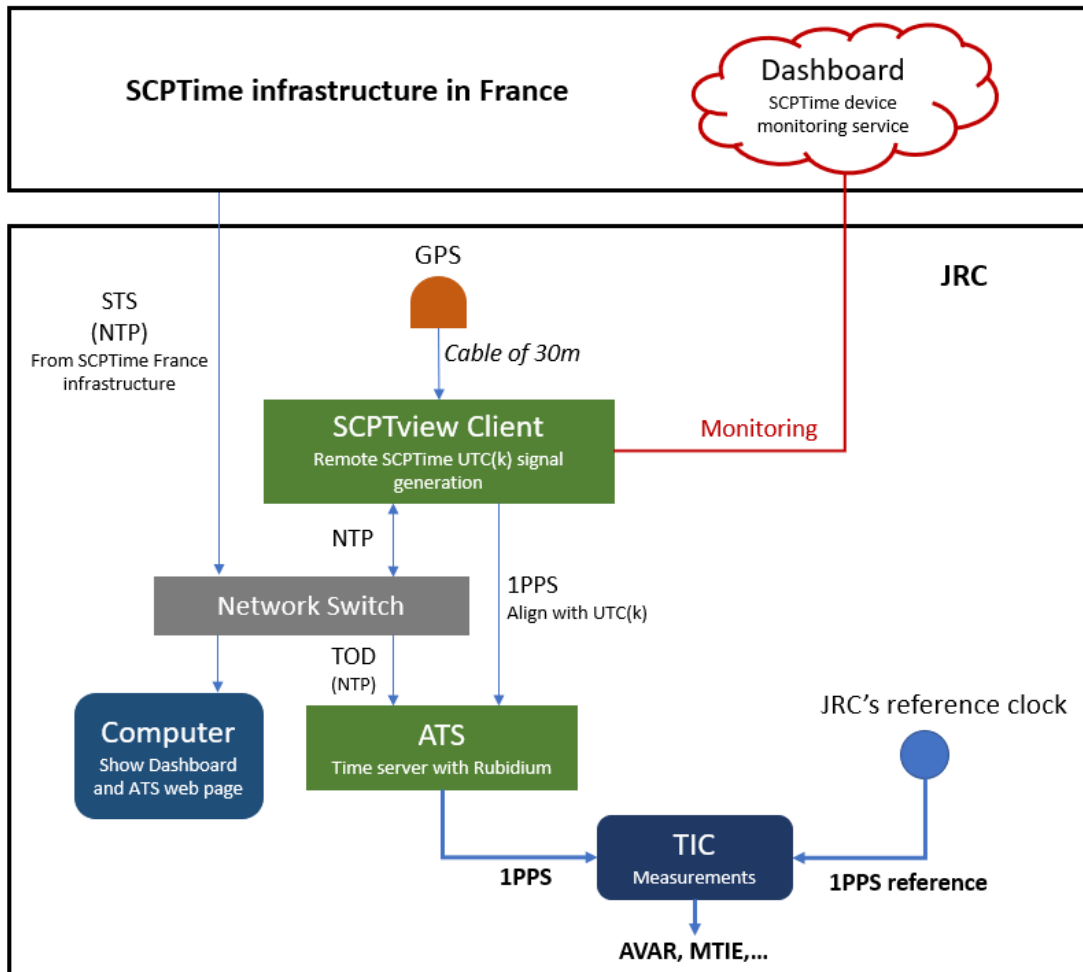 SCPTime infrastructure in France
Dashboard
SCPTime device
monitoring service
JRC
GPS
STS
(NTP)
From SCPTime France
infrastructure
Cable of 30m
SCPTview Client
Remote SCPTime UTC(k) signal
generation
Monitoring
NTP
1PPS
Align with UTC(k)
Network Switch
TOD
(NTP)
Computer
Show Dashboard
and ATS web page
ATS
Time server with Rubidium
JRC's reference clock
TIC
Measurements
1PPS
1PPS reference
AVAR, MTIE,...